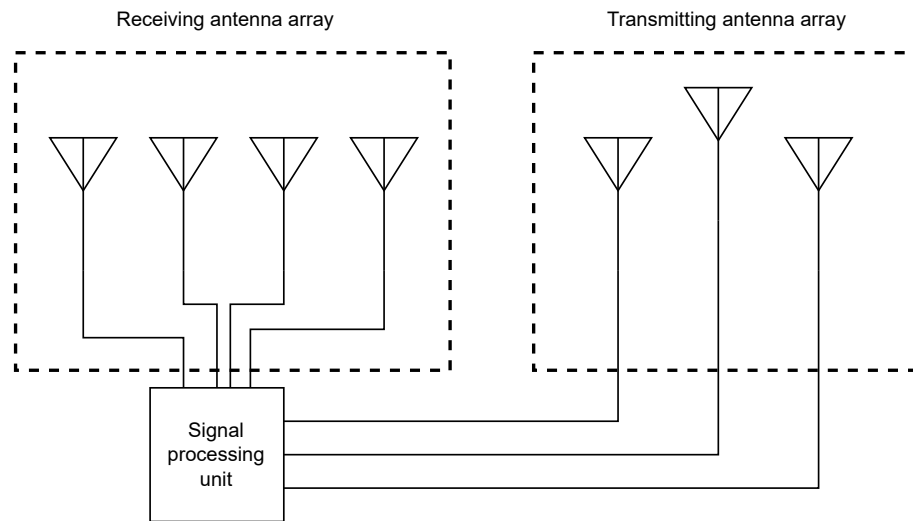 Receiving antenna array
Transmitting antenna array
Signal
processing
unit